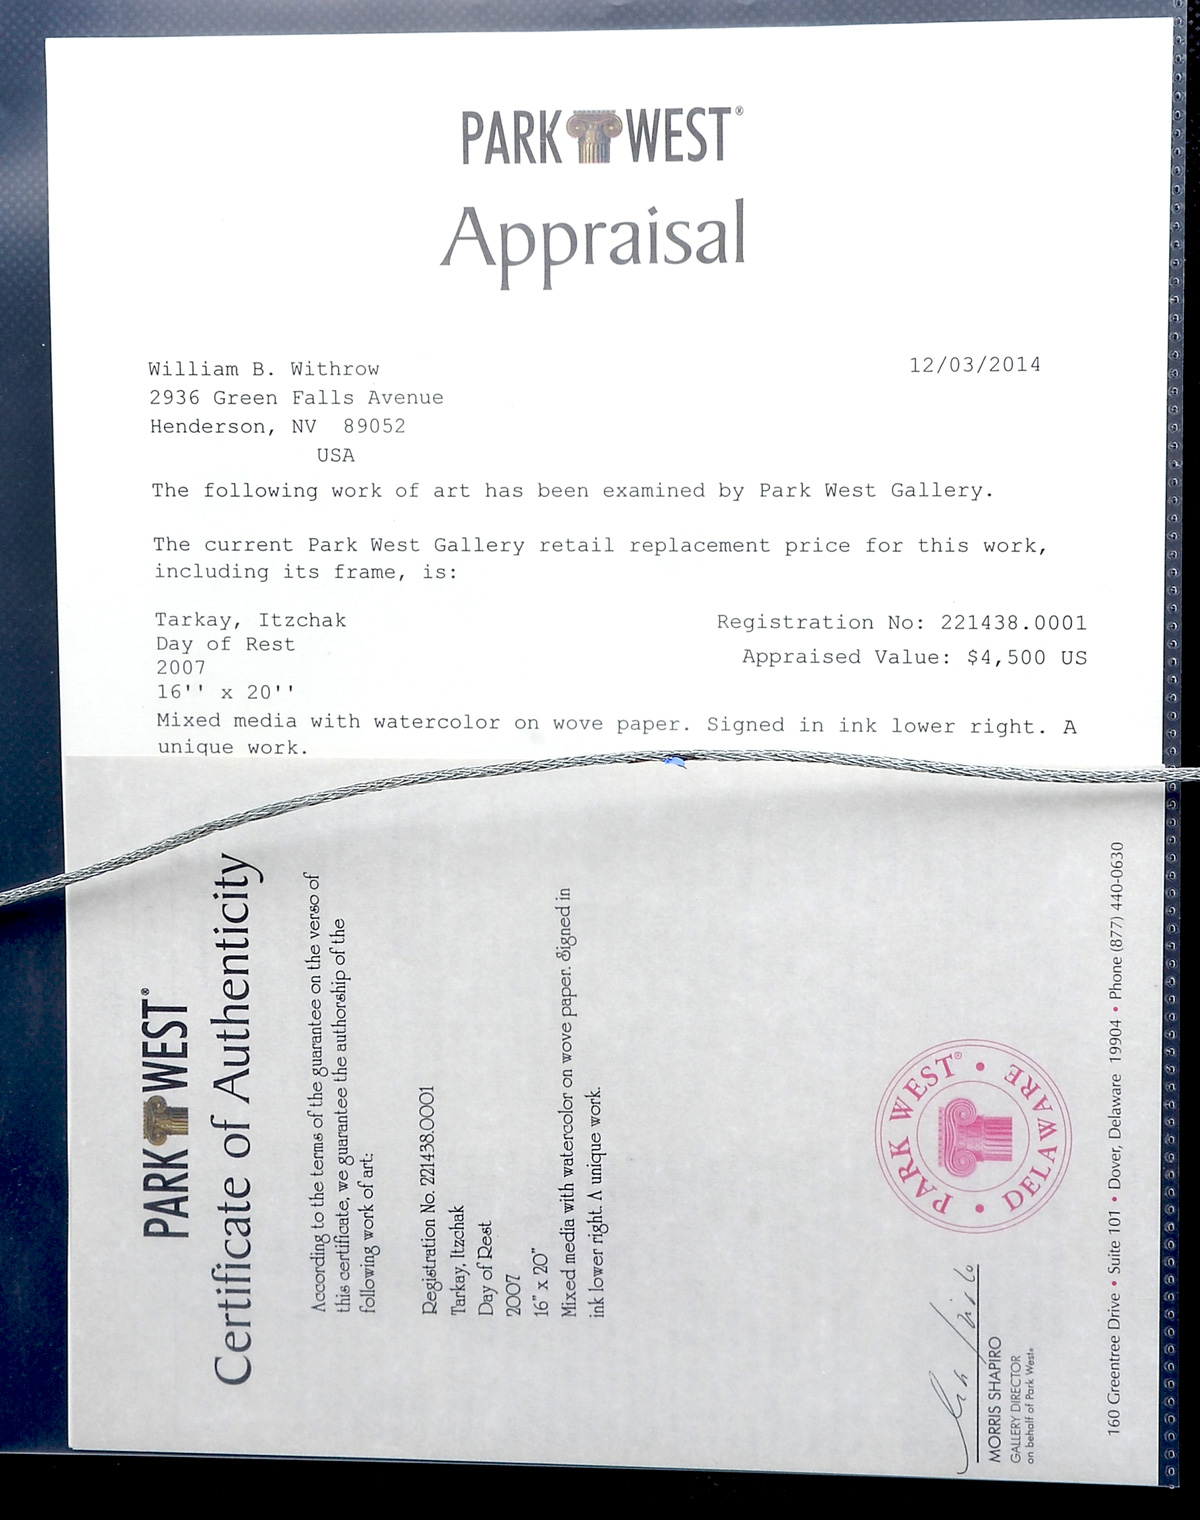 PARK WEST®
Appraisal
William B. Withrow
12/03/2014
2936 Green Falls Avenue
Henderson, NV 89052
USA
The following work of art has been examined by Park West Gallery.
The current Park West Gallery retail replacement price for this work,
including its frame, is:
Tarkay, Itzchak
Registration No: 221438.0001
Day of Rest
Appraised Value: $4,500 US
2007
16'' x 20''
Mixed media with watercolor on wove paper. Signed in ink lower right. A
unique work.
PARK WEST®
Certificate of Authenticity
According to the terms of the guarantee on the verso of
this certificate, we guarantee the authorship of the
following work of art:
Registration No. 221438.0001
Tarkay, Itzchak
Day of Rest
2007
16" x 20"
Mixed media with watercolor on wove paper. Signed in
ink lower right. A unique work.
PARK WEST® • DELAWARE •
MORRIS SHAPIRO
GALLERY DIRECTOR
on behalf of Park West®
160 Greentree Drive • Suite 101 • Dover, Delaware 19904 • Phone (877) 440-0630